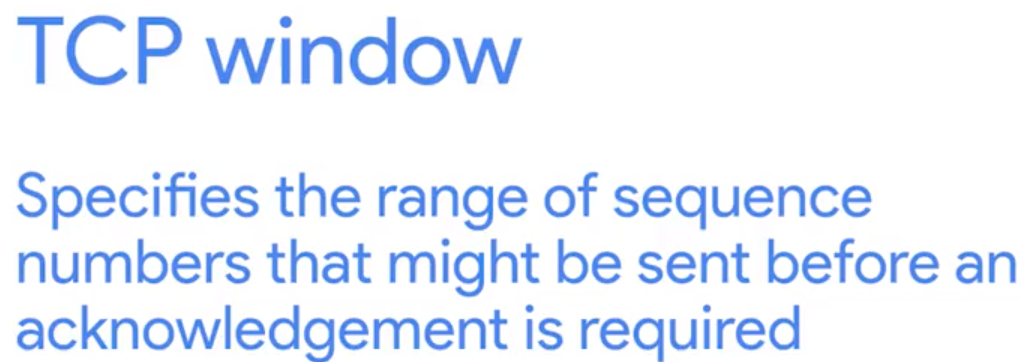 TCP window
Specifies the range of sequence
numbers that might be sent before an
acknowledgement is required